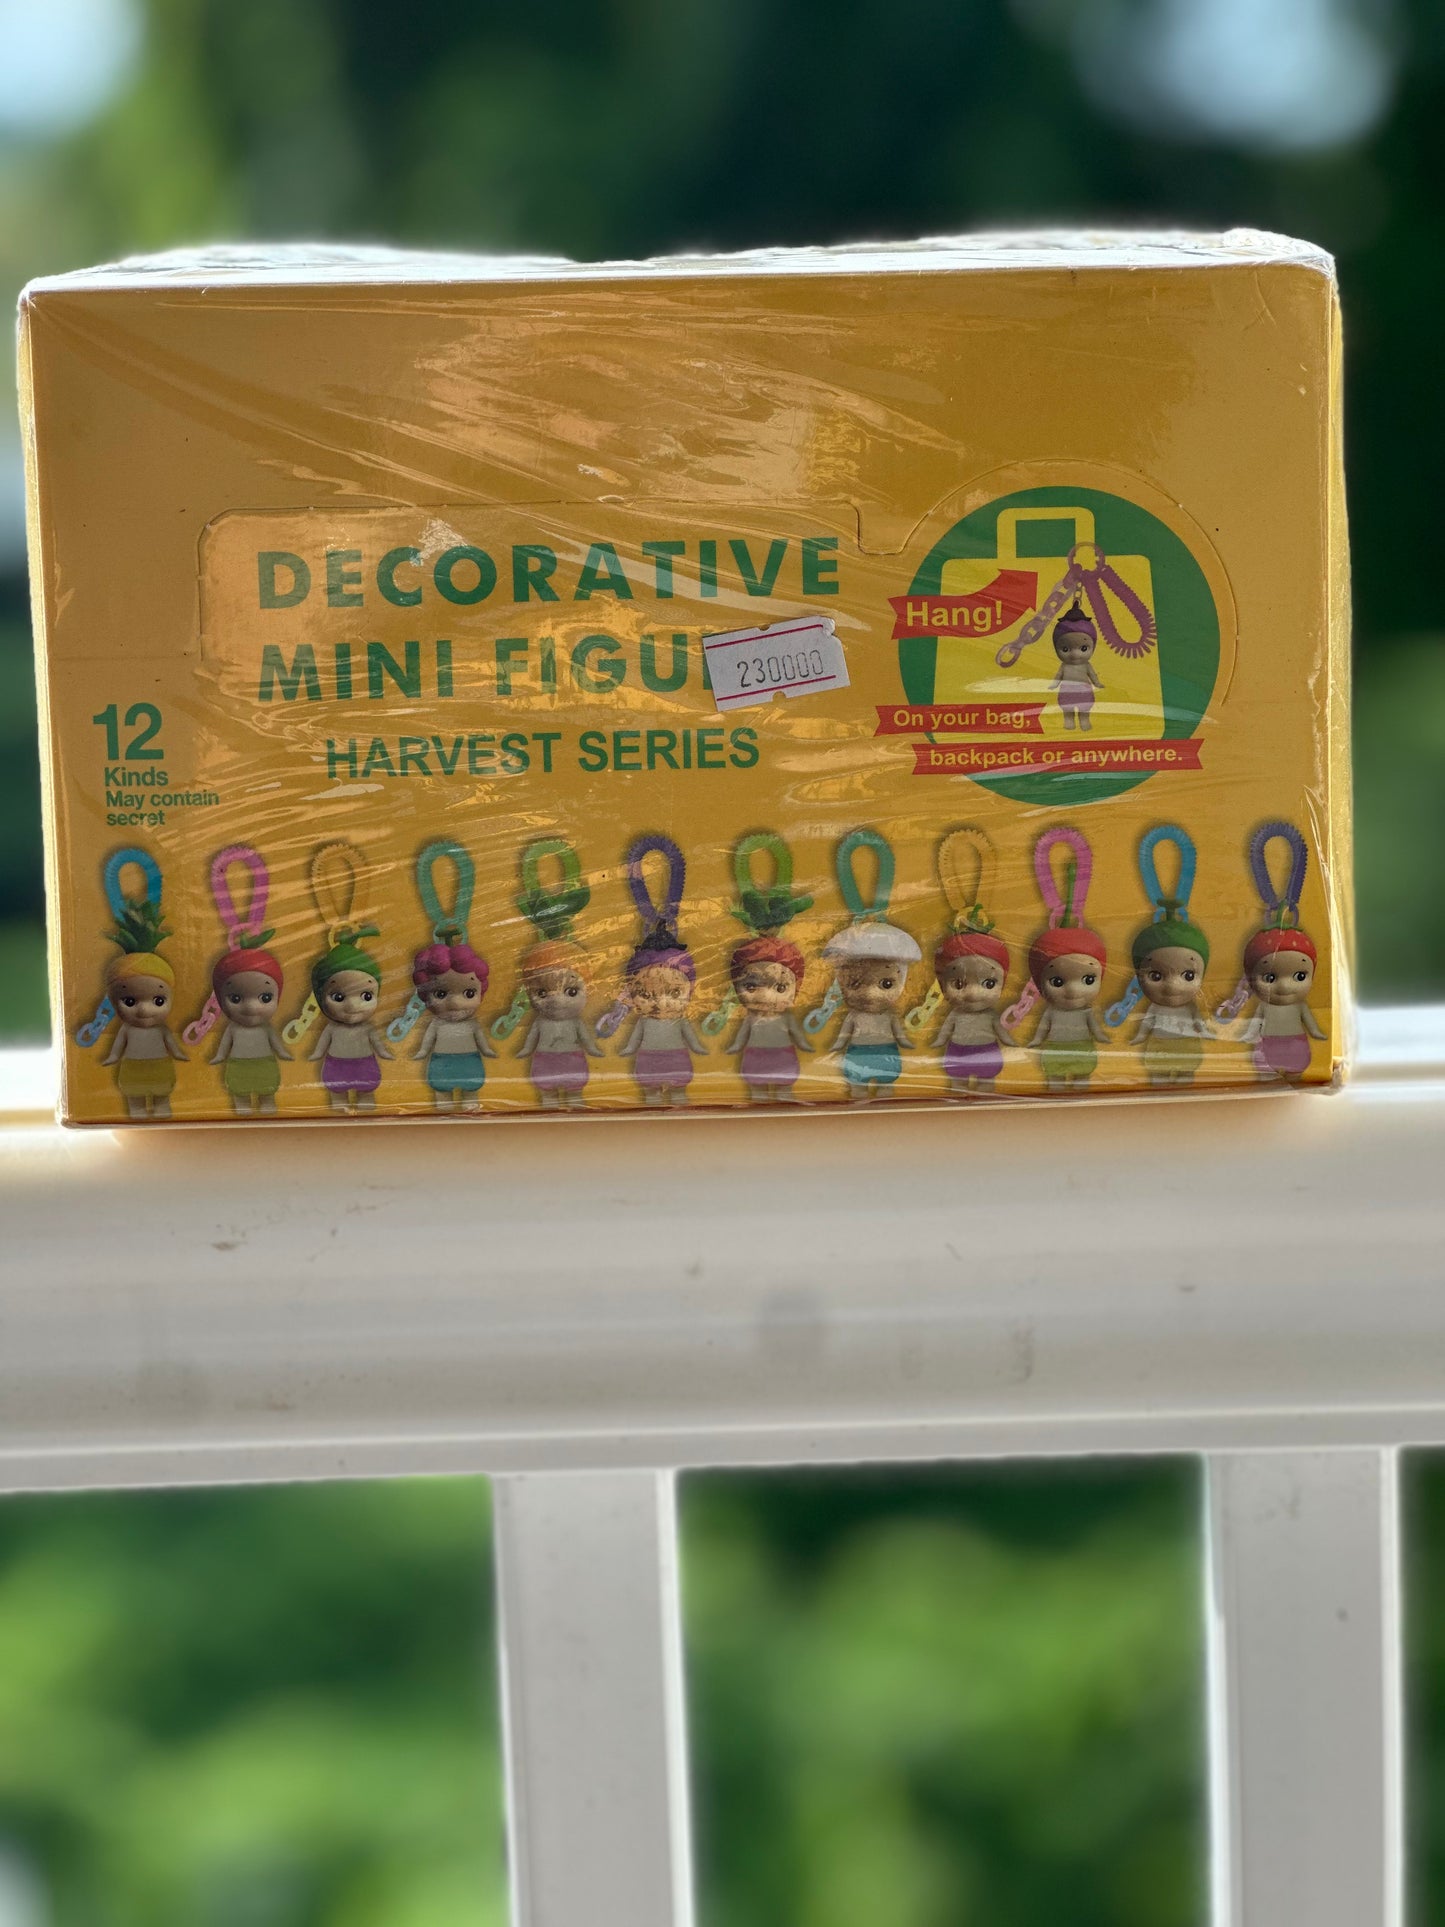 DECORATIVE
MINI FIGU
230000
HARVEST SERIES
12
Kinds
May contain
secret
Hang!
On your bag,
backpack or anywhere.